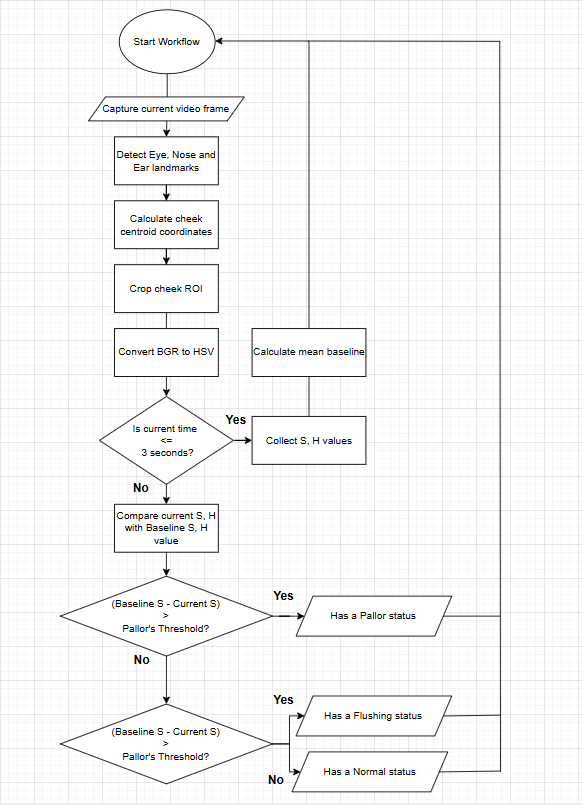 Start Workflow
Capture current video frame
Detect Eye, Nose and
Ear landmarks
Calculate cheek
centroid coordinates
Crop cheek ROI
Convert BGR to HSV
Calculate mean baseline
Is current time
<=
3 seconds?
Yes
Collect S, H values
No
Compare current S, H
with Baseline S, H
value
(Baseline S - Current S)
>
Pallor's Threshold?
Yes
Has a Pallor status
No
(Baseline S - Current S)
>
Pallor's Threshold?
Yes
Has a Flushing status
No
Has a Normal status